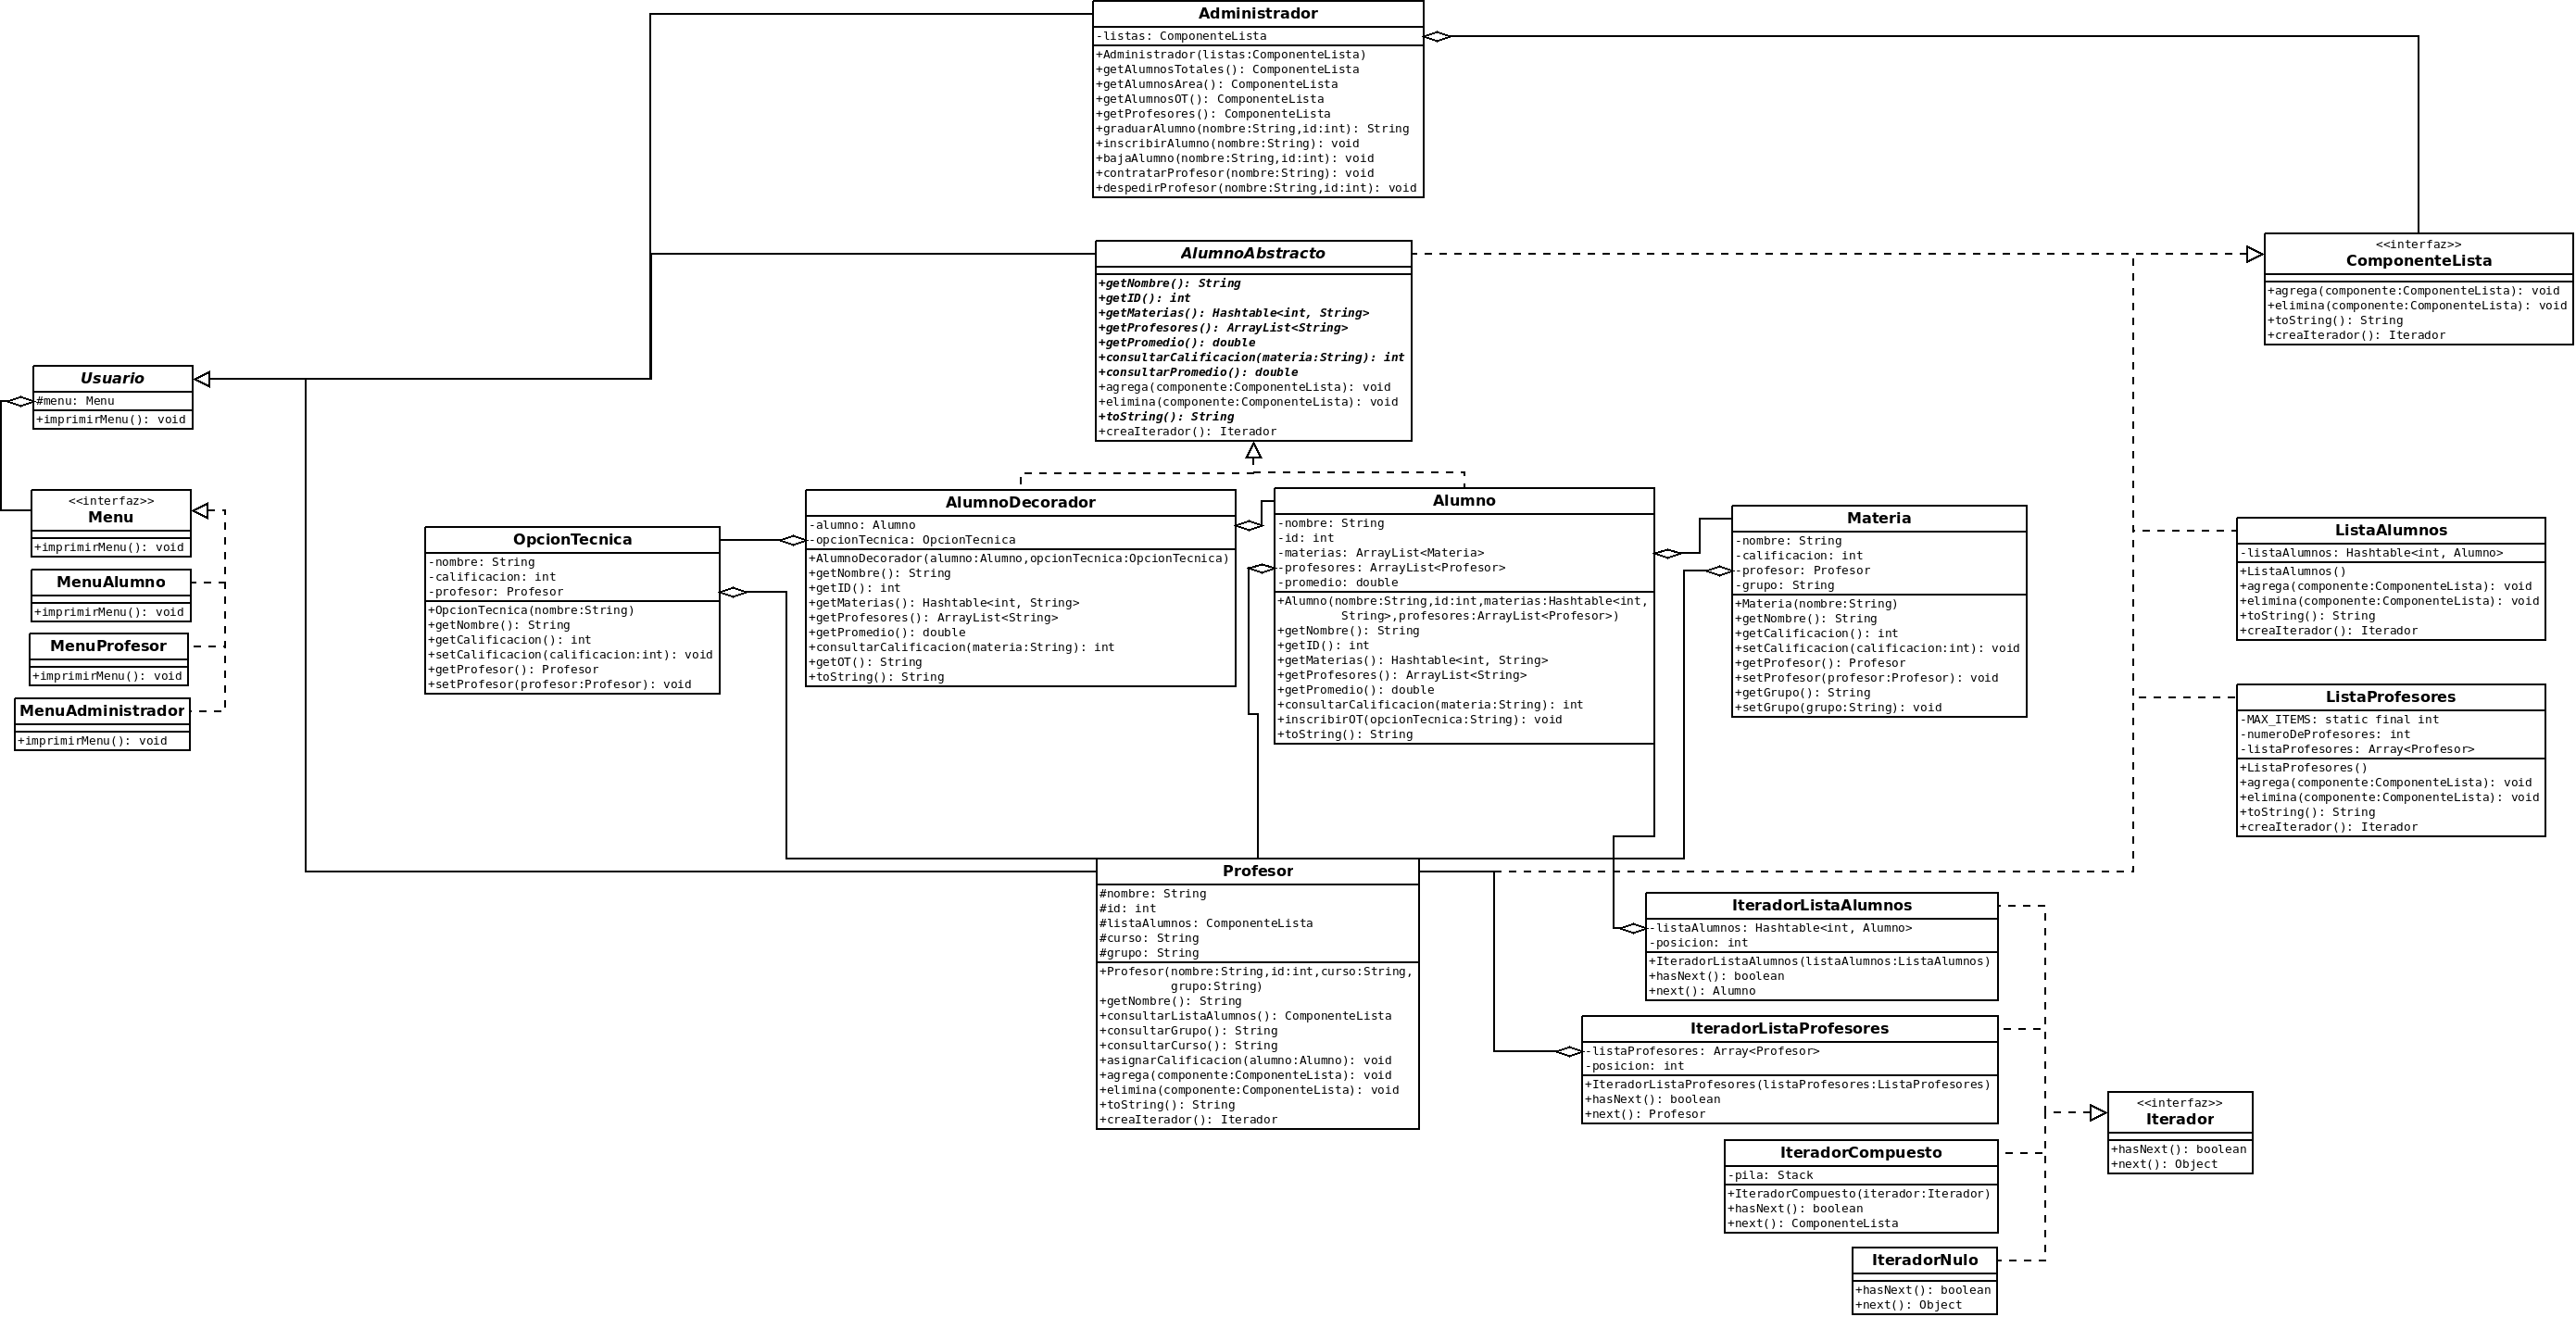 Administrador
-listas: ComponenteLista
+Administrador(listas:ComponenteLista)
+getAlumnosTotales(): ComponenteLista
+getAlumnosArea(): ComponenteLista
+getAlumnosOT(): ComponenteLista
+getProfesores(): ComponenteLista
+graduarAlumno(nombre:String,id:int): String
+inscribirAlumno(nombre:String): void
+bajaAlumno(nombre:String,id:int): void
+contratarProfesor(nombre:String): void
+despedirProfesor(nombre:String,id:int): void
AlumnoAbstracto
+getNombre(): String
+getID(): int
+getMaterias(): Hashtable<int, String>
+getProfesores(): ArrayList<String>
+getPromedio(): double
+consultarCalificacion(materia:String): int
+consultarPromedio(): double
+agrega(componente:ComponenteLista): void
+elimina(componente:ComponenteLista): void
+toString(): String
+creaIterador(): Iterador
<<interfaz>>
ComponenteLista
+agrega(componente:ComponenteLista): void
+elimina(componente:ComponenteLista): void
+toString(): String
+creaIterador(): Iterador
Usuario
#menu: Menu
+imprimirMenu(): void
<<interfaz>>
Menu
+imprimirMenu(): void
MenuAlumno
+imprimirMenu(): void
MenuProfesor
+imprimirMenu(): void
MenuAdministrador
+imprimirMenu(): void
OpcionTecnica
-nombre: String
-calificacion: int
-profesor: Profesor
+OpcionTecnica(nombre:String)
+getNombre(): String
+getCalificacion(): int
+setCalificacion(calificacion:int): void
+getProfesor(): Profesor
+setProfesor(profesor:Profesor): void
AlumnoDecorador
-alumno: Alumno
-opcionTecnica: OpcionTecnica
+AlumnoDecorador(alumno:Alumno,opcionTecnica:OpcionTecnica)
+getNombre(): String
+getID(): int
+getMaterias(): Hashtable<int, String>
+getProfesores(): ArrayList<String>
+getPromedio(): double
+consultarCalificacion(materia:String): int
+getOT(): String
+toString(): String
Alumno
-nombre: String
-id: int
-materias: ArrayList<Materia>
-profesores: ArrayList<Profesor>
-promedio: double
+Alumno(nombre:String,id:int,materias:Hashtable<int,
String>,profesores:ArrayList<Profesor>)
+getNombre(): String
+getID(): int
+getMaterias(): Hashtable<int, String>
+getProfesores(): ArrayList<String>
+getPromedio(): double
+consultarCalificacion(materia:String): int
+inscribirOT(opcionTecnica:String): void
+toString(): String
Materia
-nombre: String
-calificacion: int
-profesor: Profesor
-grupo: String
+Materia(nombre:String)
+getNombre(): String
+getCalificacion(): int
+setCalificacion(calificacion:int): void
+getProfesor(): Profesor
+setProfesor(profesor:Profesor): void
+getGrupo(): String
+setGrupo(grupo:String): void
ListaAlumnos
-listaAlumnos: Hashtable<int, Alumno>
+ListaAlumnos()
+agrega(componente:ComponenteLista): void
+elimina(componente:ComponenteLista): void
+toString(): String
+creaIterador(): Iterador
ListaProfesores
-MAX_ITEMS: static final int
-numeroDeProfesores: int
-listaProfesores: Array<Profesor>
+ListaProfesores()
+agrega(componente:ComponenteLista): void
+elimina(componente:ComponenteLista): void
+toString(): String
+creaIterador(): Iterador
Profesor
#nombre: String
#id: int
#listaAlumnos: ComponenteLista
#curso: String
#grupo: String
+Profesor(nombre:String,id:int,curso:String,
grupo:String)
+getNombre(): String
+consultarListaAlumnos(): ComponenteLista
+consultarGrupo(): String
+consultarCurso(): String
+asignarCalificacion(alumno:Alumno): void
+agrega(componente:ComponenteLista): void
+elimina(componente:ComponenteLista): void
+toString(): String
+creaIterador(): Iterador
IteradorListaAlumnos
-listaAlumnos: Hashtable<int, Alumno>
-posicion: int
+IteradorListaAlumnos(listaAlumnos:ListaAlumnos)
+hasNext(): boolean
+next(): Alumno
IteradorListaProfesores
-listaProfesores: Array<Profesor>
-posicion: int
+IteradorListaProfesores(listaProfesores:ListaProfesores)
+hasNext(): boolean
+next(): Profesor
IteradorCompuesto
-pila: Stack
+IteradorCompuesto(iterador:Iterador)
+hasNext(): boolean
+next(): ComponenteLista
IteradorNulo
+hasNext(): boolean
+next(): Object
<<interfaz>>
Iterador
+hasNext(): boolean
+next(): Object